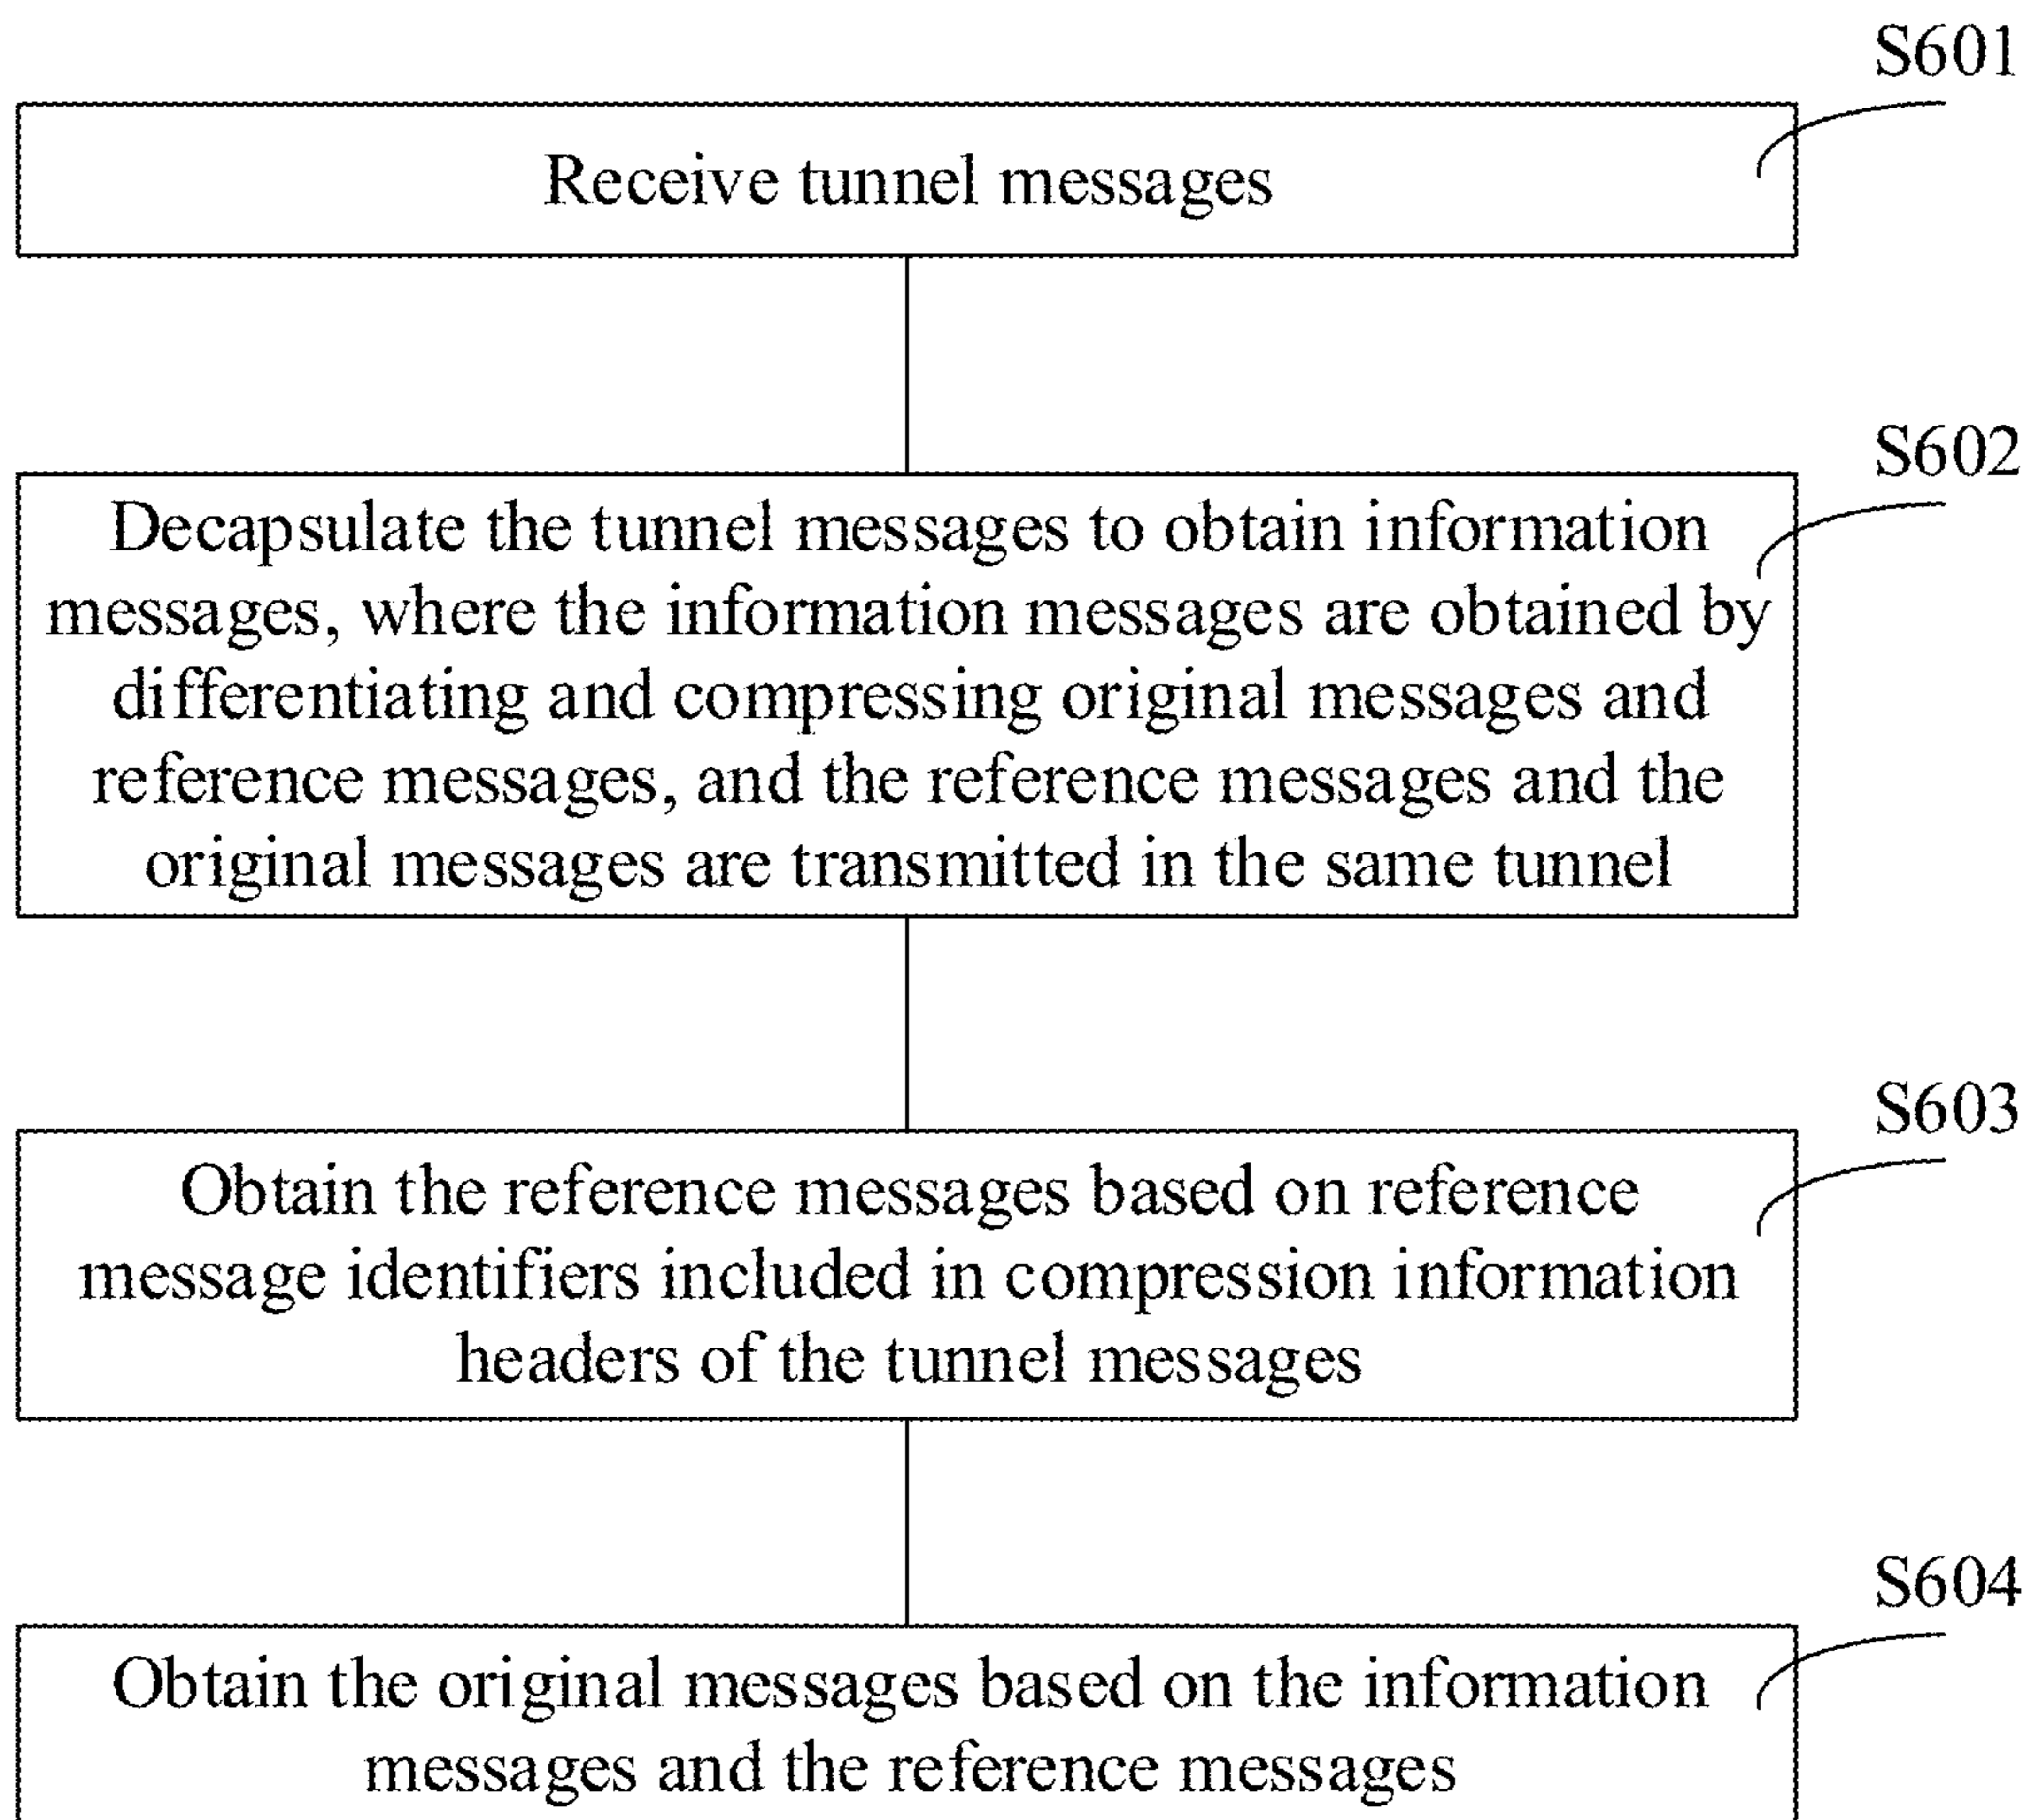 S601
Receive tunnel messages
S602
Decapsulate the tunnel messages to obtain information
messages, where the information messages are obtained by
differentiating and compressing original messages and
reference messages, and the reference messages and the
original messages are transmitted in the same tunnel
S603
Obtain the reference messages based on reference
message identifiers included in compression information
headers of the tunnel messages
S604
Obtain the original messages based on the information
messages and the reference messages